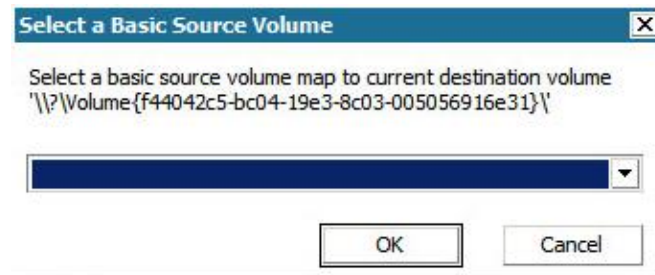 Select a Basic Source Volume
Select a basic source volume map to current destination volume
'\\?\Volume{f44042c5-bc04-19e3-8c03-005056916e31}\'
OK
Cancel